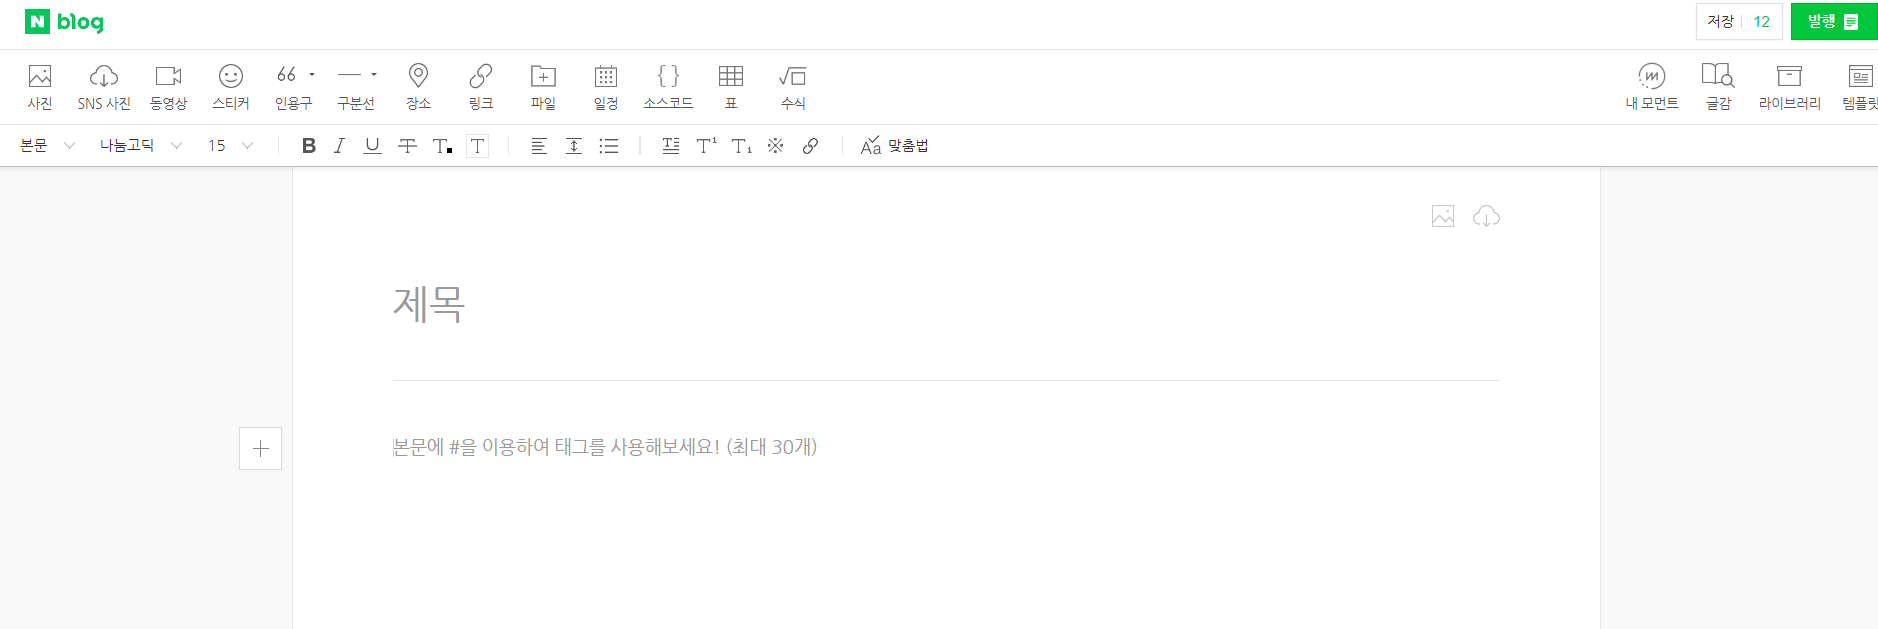 N blog
저장 12
발행
사진 SNS 사진 동영상 스티커 인용구 구분선 장소 링크 파일 일정 소스코드 표 수식 내 모먼트 글감 라이브러리 템플릿
본문 나눔고딕 15 B I U T T. T T¹ T₁ Aa 맞춤법
제목
본문에 #을 이용하여 태그를 사용해보세요! (최대 30개)